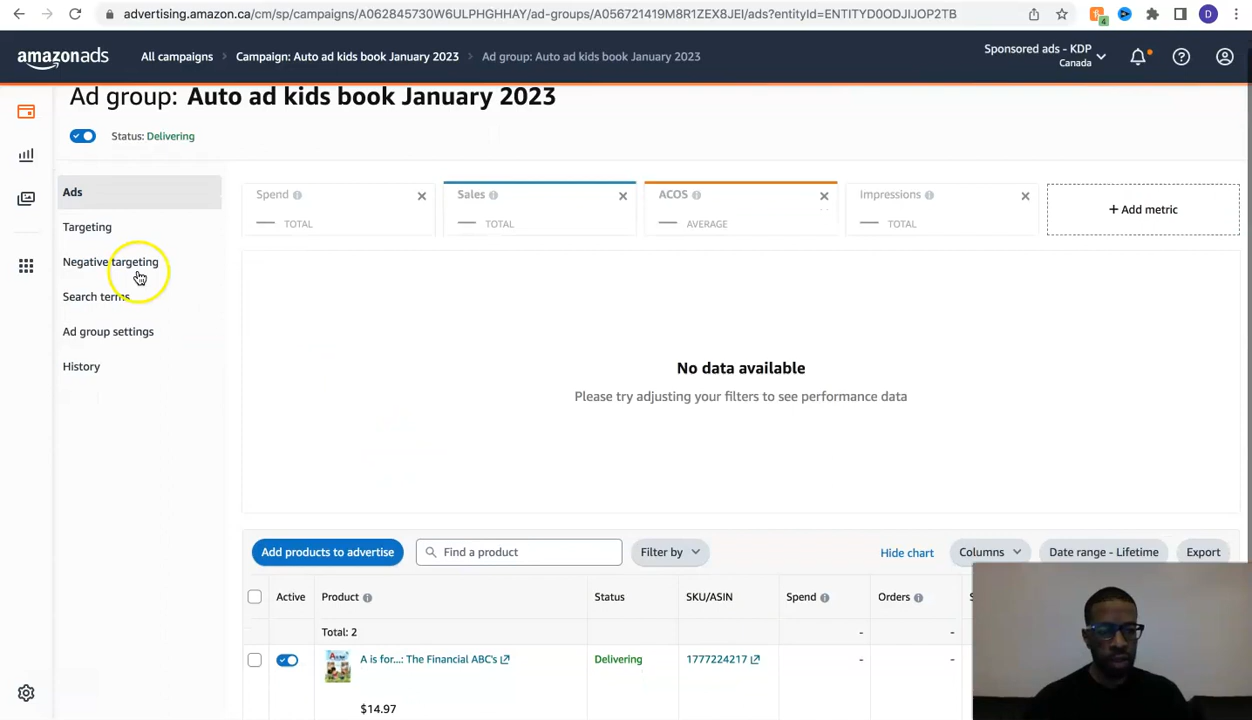 advertising.amazon.ca/cm/sp/campaigns/A062845730W6ULPHGHHAY/ad-groups/A056721419M8R1ZEX8JEI/ads?entityId=ENTITYD0ODJIJOP2TB
4
D
amazonads
All campaigns
Campaign: Auto ad kids book January 2023
Ad group: Auto ad kids book January 2023
Sponsored ads - KDP
Canada
Ad group: Auto ad kids book January 2023
Status: Delivering
Ads
Targeting
Negative targeting
Search terms
Ad group settings
History
Spend
— TOTAL
Sales
— TOTAL
ACOS
— AVERAGE
Impressions
— TOTAL
+ Add metric
No data available
Please try adjusting your filters to see performance data
Add products to advertise
Find a product
Filter by
Hide chart
Columns
Date range - Lifetime
Export
Active
Product
Status
SKU/ASIN
Spend
Orders
Total: 2
-
-
A is for...: The Financial ABC's
Delivering
1777224217
-
-
$14.97